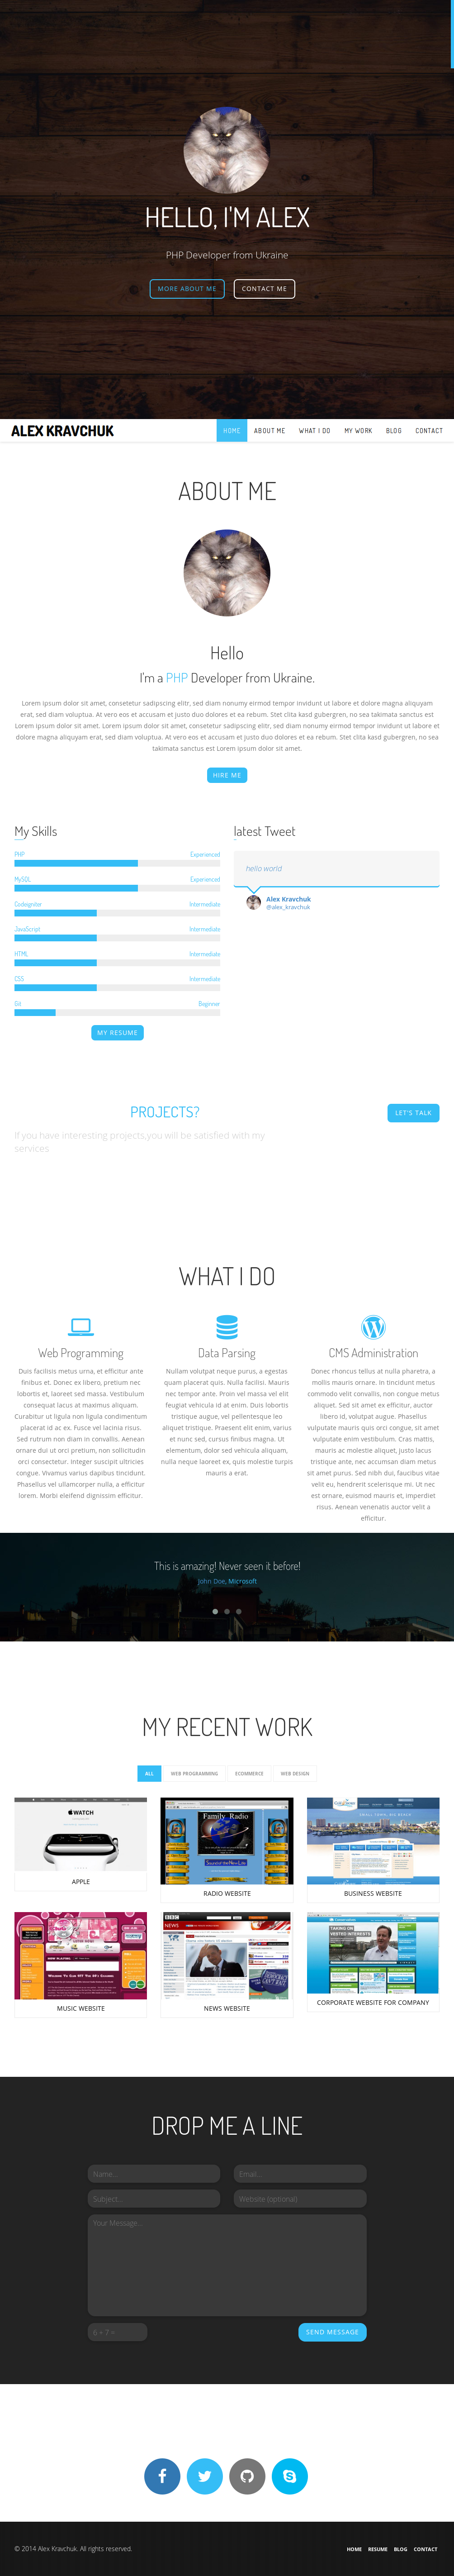 HELLO, I'M ALEX
PHP Developer from Ukraine
MORE ABOUT ME
CONTACT ME
ALEX KRAVCHUK
HOME
ABOUT ME
WHAT I DO
MY WORK
BLOG
CONTACT
ABOUT ME
Hello
I'm a PHP Developer from Ukraine.
Lorem ipsum dolor sit amet, consetetur sadipscing elitr, sed diam nonumy eirmod tempor invidunt ut labore et dolore magna aliquyam
erat, sed diam voluptua. At vero eos et accusam et justo duo dolores et ea rebum. Stet clita kasd gubergren, no sea takimata sanctus est
Lorem ipsum dolor sit amet. Lorem ipsum dolor sit amet, consetetur sadipscing elitr, sed diam nonumy eirmod tempor invidunt ut labore et
dolore magna aliquyam erat, sed diam voluptua. At vero eos et accusam et justo duo dolores et ea rebum. Stet clita kasd gubergren, no sea
takimata sanctus est Lorem ipsum dolor sit amet.
HIRE ME
My Skills
PHP Experienced
MySQL Experienced
Codeigniter Intermediate
JavaScript Intermediate
HTML Intermediate
CSS Intermediate
Git Beginner
MY RESUME
latest Tweet
hello world
Alex Kravchuk
@alex_kravchuk
PROJECTS?
If you have interesting projects,you will be satisfied with my
services
LET'S TALK
WHAT I DO
Web Programming
Duis facilisis metus urna, et efficitur ante
finibus et. Donec ex libero, pretium nec
lobortis et, laoreet sed massa. Vestibulum
consequat lacus at maximus aliquam.
Curabitur ut ligula non ligula condimentum
placerat id ac ex. Fusce vel lacinia risus.
Sed rutrum non diam in convallis. Aenean
ornare dui ut orci pretium, non sollicitudin
orci consectetur. Integer suscipit ultricies
congue. Vivamus varius dapibus tincidunt.
Phasellus vel ullamcorper nulla, a efficitur
lorem. Morbi eleifend dignissim efficitur.
Data Parsing
Nullam volutpat neque purus, a egestas
quam placerat quis. Nulla facilisi. Mauris
nec tempor ante. Proin vel massa vel elit
feugiat vehicula id at enim. Duis lobortis
tristique augue, vel pellentesque leo
aliquet tristique. Praesent elit enim, varius
et nunc sed, cursus finibus magna. Ut
elementum, dolor sed vehicula aliquam,
nulla neque laoreet ex, quis molestie turpis
mauris a erat.
CMS Administration
Donec rhoncus tellus at nulla pharetra, a
mollis mauris ornare. In tincidunt metus
commodo velit convallis, non congue metus
aliquet. Sed sit amet ex efficitur, auctor
libero id, volutpat augue. Phasellus
vulputate mauris quis orci congue, sit amet
vulputate enim vestibulum. Cras mattis,
mauris ac molestie aliquet, justo lacus
tristique ante, nec accumsan diam metus
sit amet purus. Sed nibh dui, faucibus vitae
velit eu, hendrerit scelerisque mi. Ut nec
est ornare, euismod mauris et, imperdiet
risus. Aenean venenatis auctor velit a
efficitur.
This is amazing! Never seen it before!
John Doe, Microsoft
MY RECENT WORK
ALL
WEB PROGRAMMING
ECOMMERCE
WEB DESIGN
WATCH
APPLE
Family Radio
RADIO WEBSITE
BUSINESS WEBSITE
MUSIC WEBSITE
BBC
NEWS
NEWS WEBSITE
TAKING ON
VESTED INTERESTS
CORPORATE WEBSITE FOR COMPANY
DROP ME A LINE
Name...
Email...
Subject...
Website (optional)
Your Message...
6 + 7 =
SEND MESSAGE
© 2014 Alex Kravchuk. All rights reserved.
HOME
RESUME
BLOG
CONTACT